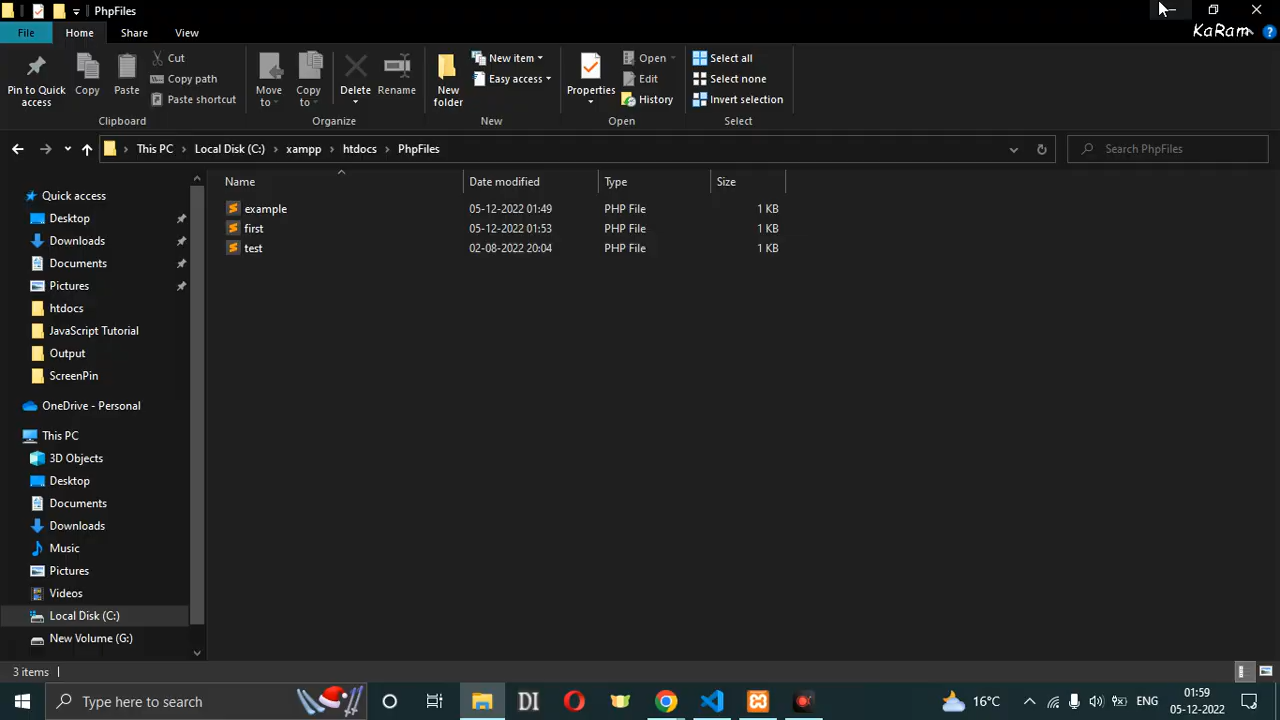 PhpFiles
File Home Share View
KaRam
Pin to Quick access
Copy
Paste
Cut
Copy path
Paste shortcut
Clipboard
Move to
Copy to
Delete
Rename
Organize
New folder
New item
Easy access
New
Properties
Open
Edit
History
Open
Select all
Select none
Invert selection
Select
This PC › Local Disk (C:) › xampp › htdocs › PhpFiles
Search PhpFiles
Quick access
Desktop
Downloads
Documents
Pictures
htdocs
JavaScript Tutorial
Output
ScreenPin
OneDrive - Personal
This PC
3D Objects
Desktop
Documents
Downloads
Music
Pictures
Videos
Local Disk (C:)
New Volume (G:)
Name Date modified Type Size
example 05-12-2022 01:49 PHP File 1 KB
first 05-12-2022 01:53 PHP File 1 KB
test 02-08-2022 20:04 PHP File 1 KB
3 items
Type here to search
DI
16°C
ENG
01:59
05-12-2022